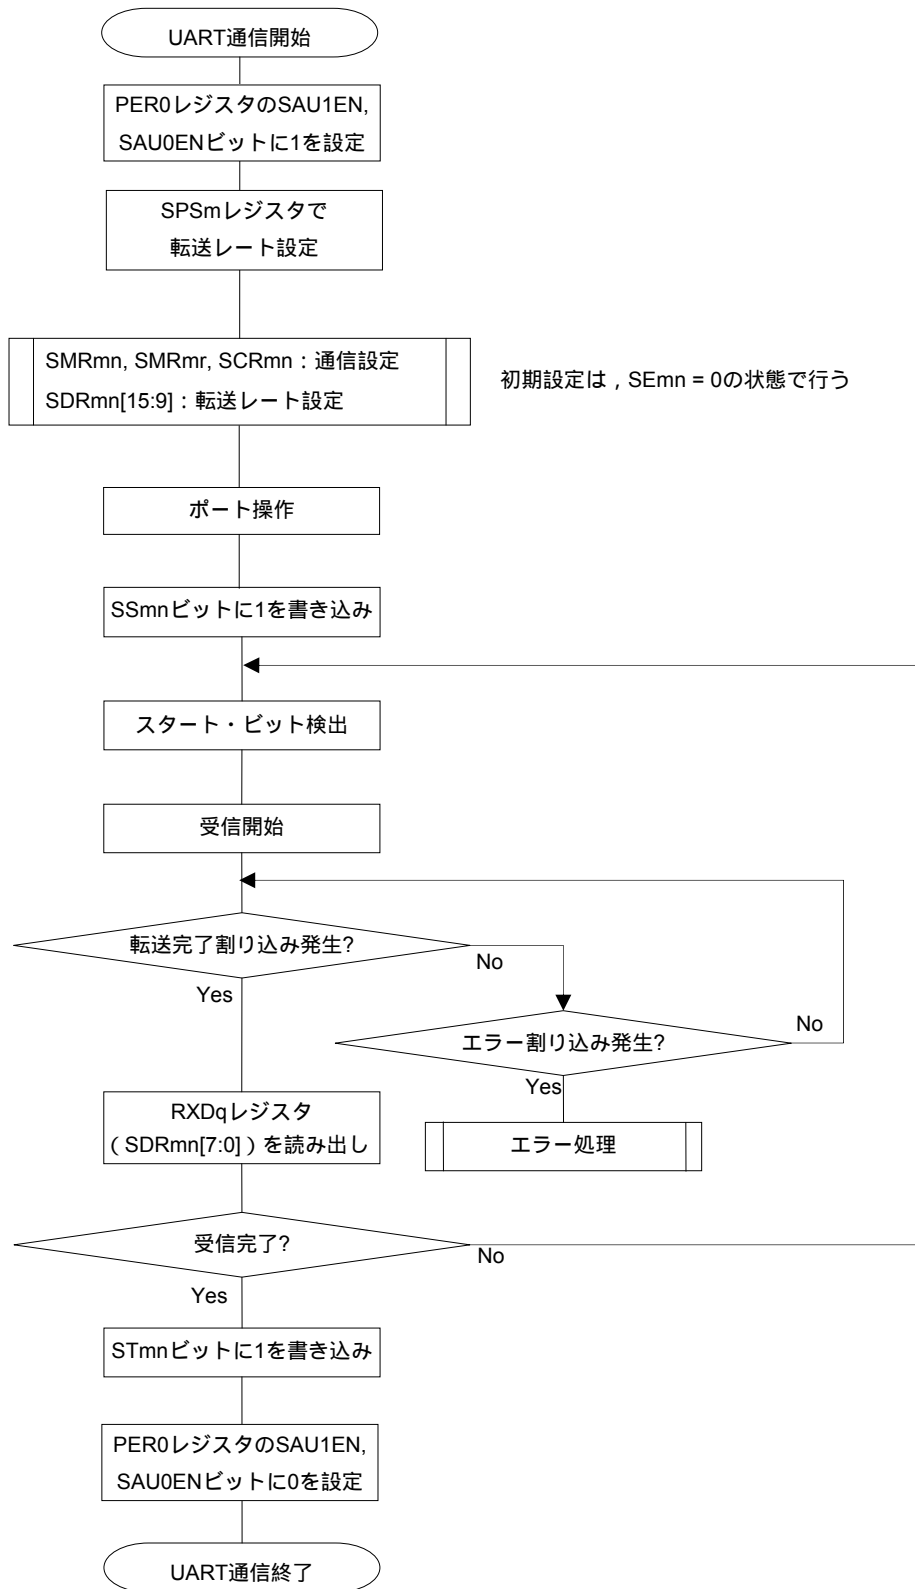 UART通信開始
PER0レジスタのSAU1EN,
SAU0ENビットに1を設定
SPSmレジスタで
転送レート設定
SMRmn, SMRmr, SCRmn：通信設定
SDRmn[15:9]：転送レート設定
初期設定は，SEmn = 0の状態で行う
ポート操作
SSmnビットに1を書き込み
スタート・ビット検出
受信開始
転送完了割り込み発生?
No
Yes
エラー割り込み発生?
No
Yes
エラー処理
RXDqレジスタ
（SDRmn[7:0]）を読み出し
受信完了?
No
Yes
STmnビットに1を書き込み
PER0レジスタのSAU1EN,
SAU0ENビットに0を設定
UART通信終了